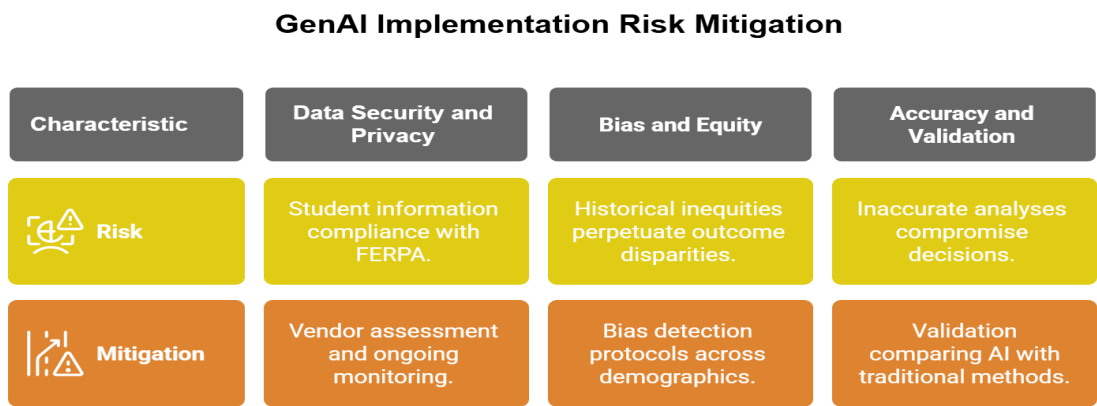 GenAI Implementation Risk Mitigation
Characteristic
Data Security and
Privacy
Bias and Equity
Accuracy and
Validation
Risk
Student information
compliance with
FERPA.
Historical inequities
perpetuate outcome
disparities.
Inaccurate analyses
compromise
decisions.
Mitigation
Vendor assessment
and ongoing
monitoring.
Bias detection
protocols across
demographics.
Validation
comparing AI with
traditional methods.